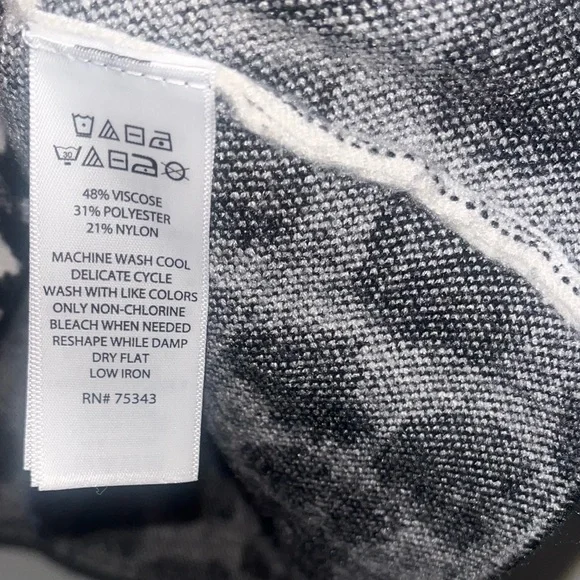 30
48% VISCOSE
31% POLYESTER
21% NYLON
MACHINE WASH COOL
DELICATE CYCLE
WASH WITH LIKE COLORS
ONLY NON-CHLORINE
BLEACH WHEN NEEDED
RESHAPE WHILE DAMP
DRY FLAT
LOW IRON
RN# 75343